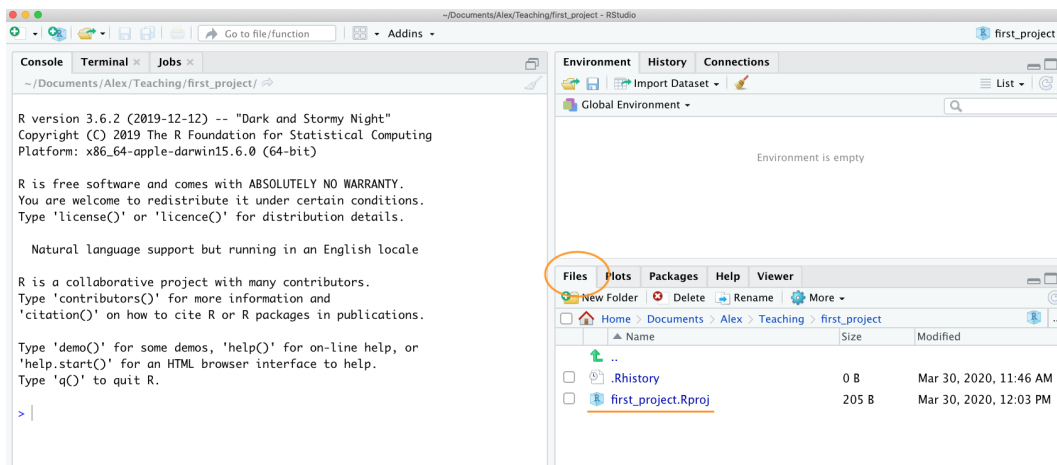 ~/Documents/Alex/Teaching/first_project - RStudio
Go to file/function Addins first_project
Console Terminal Jobs
~/Documents/Alex/Teaching/first_project/
R version 3.6.2 (2019-12-12) -- "Dark and Stormy Night"
Copyright (C) 2019 The R Foundation for Statistical Computing
Platform: x86_64-apple-darwin15.6.0 (64-bit)
R is free software and comes with ABSOLUTELY NO WARRANTY.
You are welcome to redistribute it under certain conditions.
Type 'license()' or 'licence()' for distribution details.
Natural language support but running in an English locale
R is a collaborative project with many contributors.
Type 'contributors()' for more information and
'citation()' on how to cite R or R packages in publications.
Type 'demo()' for some demos, 'help()' for on-line help, or
'help.start()' for an HTML browser interface to help.
Type 'q()' to quit R.
>
Environment History Connections
Import Dataset List
Global Environment
Environment is empty
Files Plots Packages Help Viewer
New Folder Delete Rename More
Home > Documents > Alex > Teaching > first_project
Name Size Modified
..
.Rhistory 0 B Mar 30, 2020, 11:46 AM
first_project.Rproj 205 B Mar 30, 2020, 12:03 PM